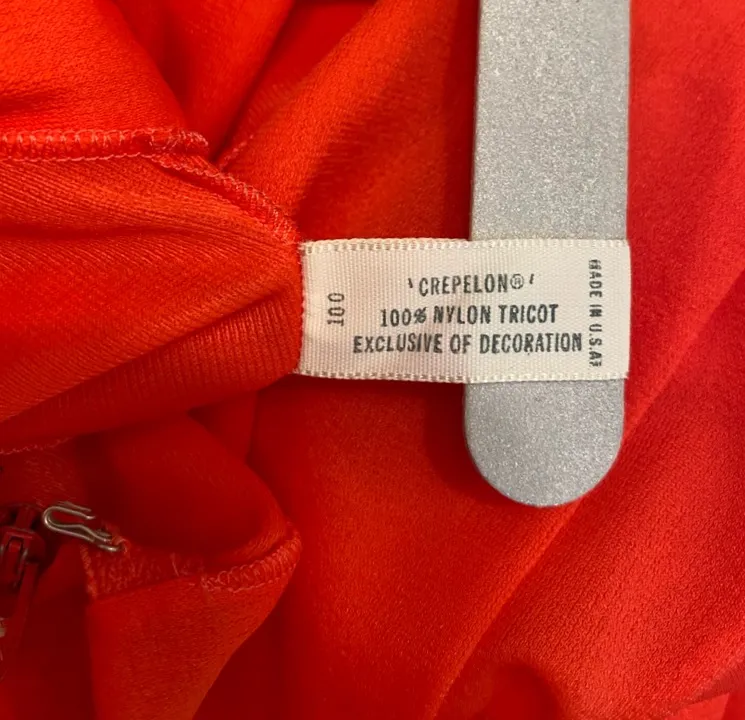 100
'CREPELON®'
100% NYLON TRICOT
EXCLUSIVE OF DECORATION
MADE IN U.S.A.